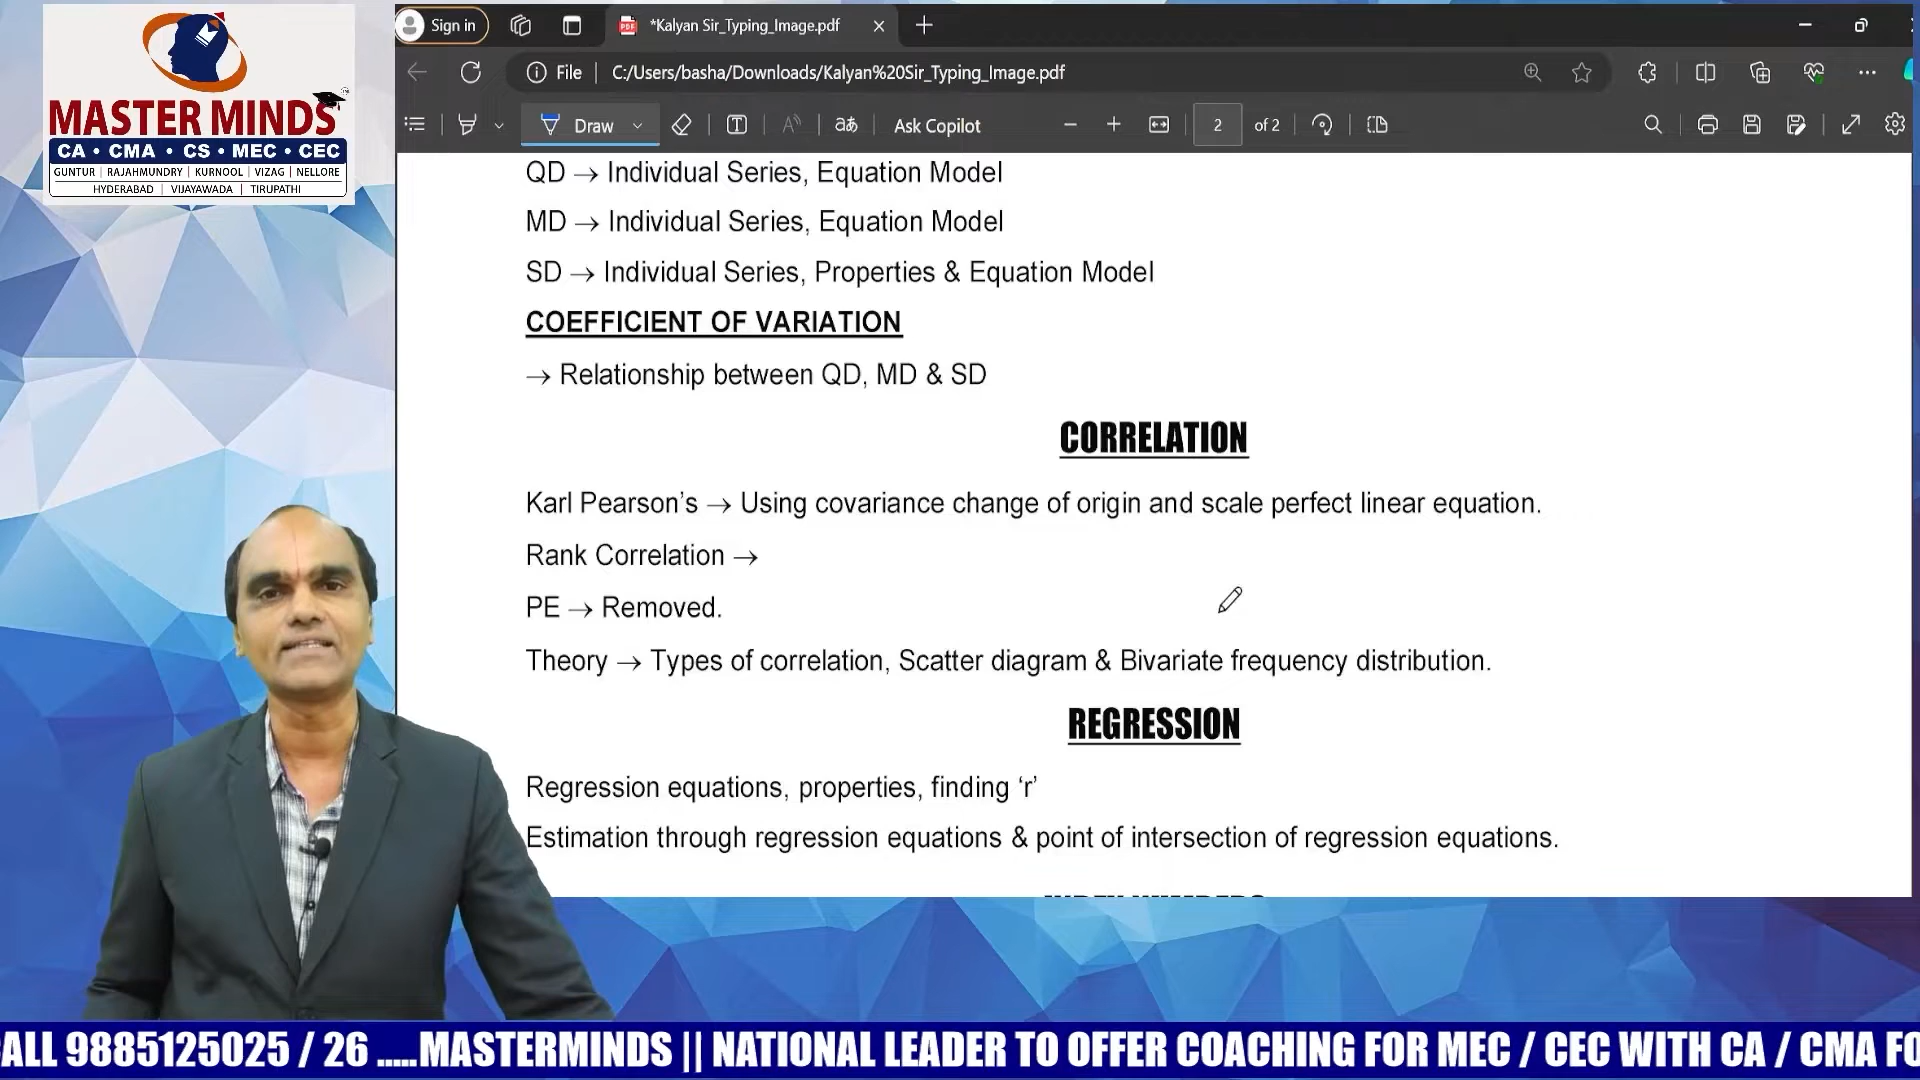 MASTER MINDS
CA • CMA • CS • MEC • CEC
GUNTUR | RAJAHMUNDRY | KURNOOL | VIZAG | NELLORE
HYDERABAD | VIJAYAWADA | TIRUPATHI
Sign in
*Kalyan Sir_Typing_Image.pdf
File
C:/Users/basha/Downloads/Kalyan%20Sir_Typing_Image.pdf
Draw
Ask Copilot
2 of 2
QD → Individual Series, Equation Model
MD → Individual Series, Equation Model
SD → Individual Series, Properties & Equation Model
COEFFICIENT OF VARIATION
→ Relationship between QD, MD & SD
CORRELATION
Karl Pearson’s → Using covariance change of origin and scale perfect linear equation.
Rank Correlation →
PE → Removed.
Theory → Types of correlation, Scatter diagram & Bivariate frequency distribution.
REGRESSION
Regression equations, properties, finding ‘r’
Estimation through regression equations & point of intersection of regression equations.
ALL 9885125025 / 26 .....MASTERMINDS || NATIONAL LEADER TO OFFER COACHING FOR MEC / CEC WITH CA / CMA FO